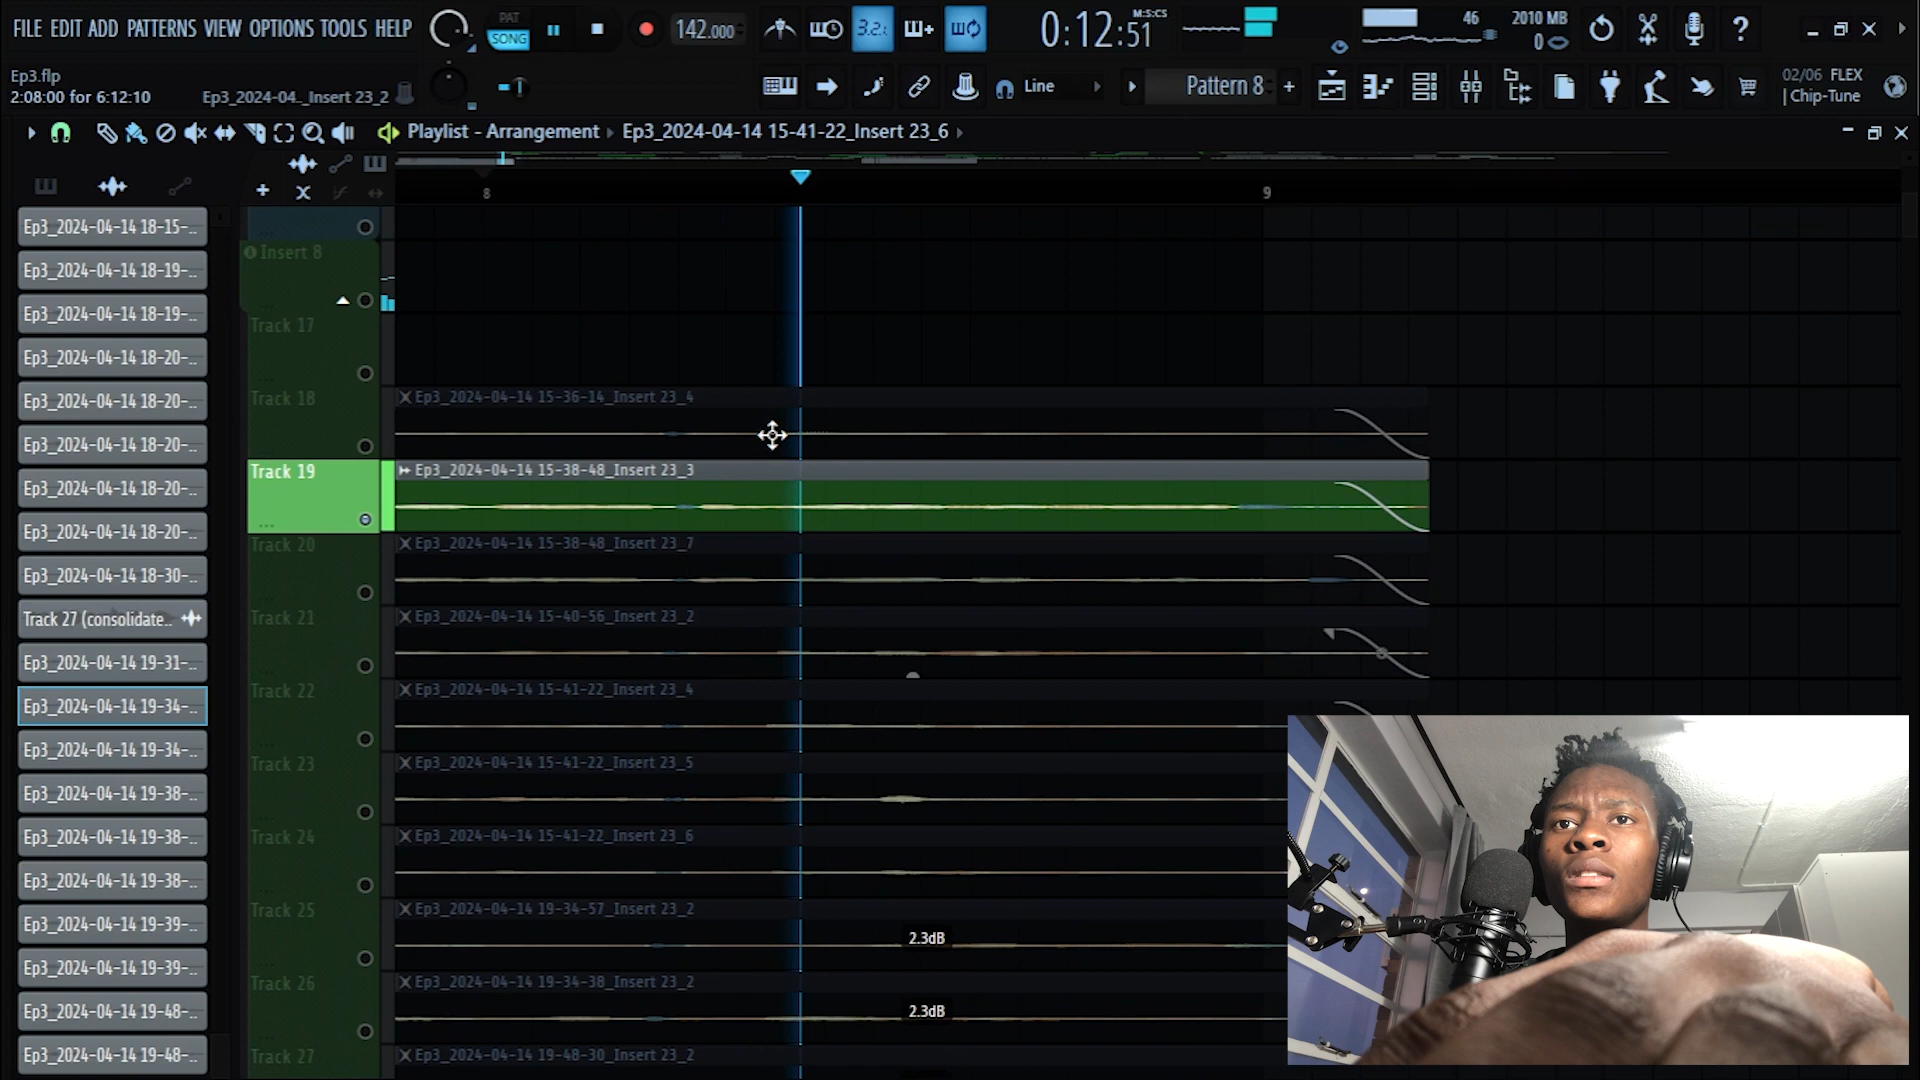 FILE EDIT ADD PATTERNS VIEW OPTIONS TOOLS HELP
PAT
SONG
142.000
3.2.
0:12:51
M:S:CS
46
2010 MB
0
Ep3.flp
2:08:00 for 6:12:10
Ep3_2024-04.._Insert 23_2
Line
Pattern 8
02/06 FLEX
| Chip-Tune
Playlist - Arrangement
Ep3_2024-04-14 15-41-22_Insert 23_6
8
9
Ep3_2024-04-14 18-15-..
Ep3_2024-04-14 18-19-..
Ep3_2024-04-14 18-19-..
Ep3_2024-04-14 18-20-..
Ep3_2024-04-14 18-20-..
Ep3_2024-04-14 18-20-..
Ep3_2024-04-14 18-20-..
Ep3_2024-04-14 18-20-..
Ep3_2024-04-14 18-30-..
Track 27 (consolidate..
Ep3_2024-04-14 19-31-..
Ep3_2024-04-14 19-34-..
Ep3_2024-04-14 19-34-..
Ep3_2024-04-14 19-38-..
Ep3_2024-04-14 19-38-..
Ep3_2024-04-14 19-38-..
Ep3_2024-04-14 19-39-..
Ep3_2024-04-14 19-39-..
Ep3_2024-04-14 19-48-..
Ep3_2024-04-14 19-48-..
Insert 8
Track 17
Track 18
Ep3_2024-04-14 15-36-14_Insert 23_4
Track 19
Ep3_2024-04-14 15-38-48_Insert 23_3
Track 20
Ep3_2024-04-14 15-38-48_Insert 23_7
Track 21
Ep3_2024-04-14 15-40-56_Insert 23_2
Track 22
Ep3_2024-04-14 15-41-22_Insert 23_4
Track 23
Ep3_2024-04-14 15-41-22_Insert 23_5
Track 24
Ep3_2024-04-14 15-41-22_Insert 23_6
Track 25
Ep3_2024-04-14 19-34-57_Insert 23_2
2.3dB
Track 26
Ep3_2024-04-14 19-34-38_Insert 23_2
2.3dB
Track 27
Ep3_2024-04-14 19-48-30_Insert 23_2